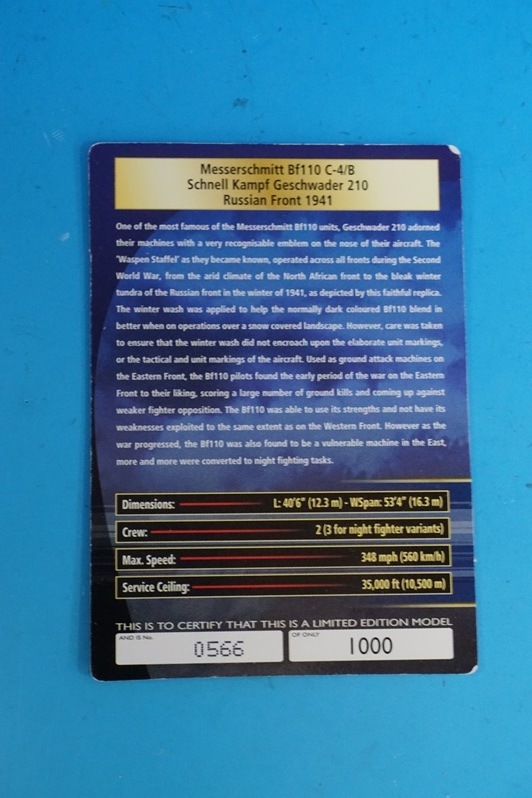 Messerschmitt Bf110 C-4/B
Schnell Kampf Geschwader 210
Russian Front 1941
One of the most famous of the Messerschmitt Bf110 units, Geschwader 210 adorned
their machines with a very recognisable emblem on the nose of their aircraft. The
'Waspen Staffel' as they became known, operated across all fronts during the Second
World War, from the arid climate of the North African front to the bleak winter
tundra of the Russian front in the winter of 1941, as depicted by this faithful replica.
The winter wash was applied to help the normally dark coloured Bf110 blend in
better when on operations over a snow covered landscape. However, care was taken
to ensure that the winter wash did not encroach upon the elaborate unit markings,
or the tactical and unit markings of the aircraft. Used as ground attack machines on
the Eastern Front, the Bf110 pilots found the early period of the war on the Eastern
Front to their liking, scoring a large number of ground kills and coming up against
weaker fighter opposition. The Bf110 was able to use its strengths and not have its
weaknesses exploited to the same extent as on the Western Front. However as the
war progressed, the Bf110 was also found to be a vulnerable machine in the East,
more and more were converted to night fighting tasks.
Dimensions: L: 40'6" (12.3 m) - WSpan: 53'4" (16.3 m)
Crew: 2 (3 for night fighter variants)
Max. Speed: 348 mph (560 km/h)
Service Ceiling: 35,000 ft (10,500 m)
THIS IS TO CERTIFY THAT THIS IS A LIMITED EDITION MODEL
AND IS No. 0566 OF ONLY 1000